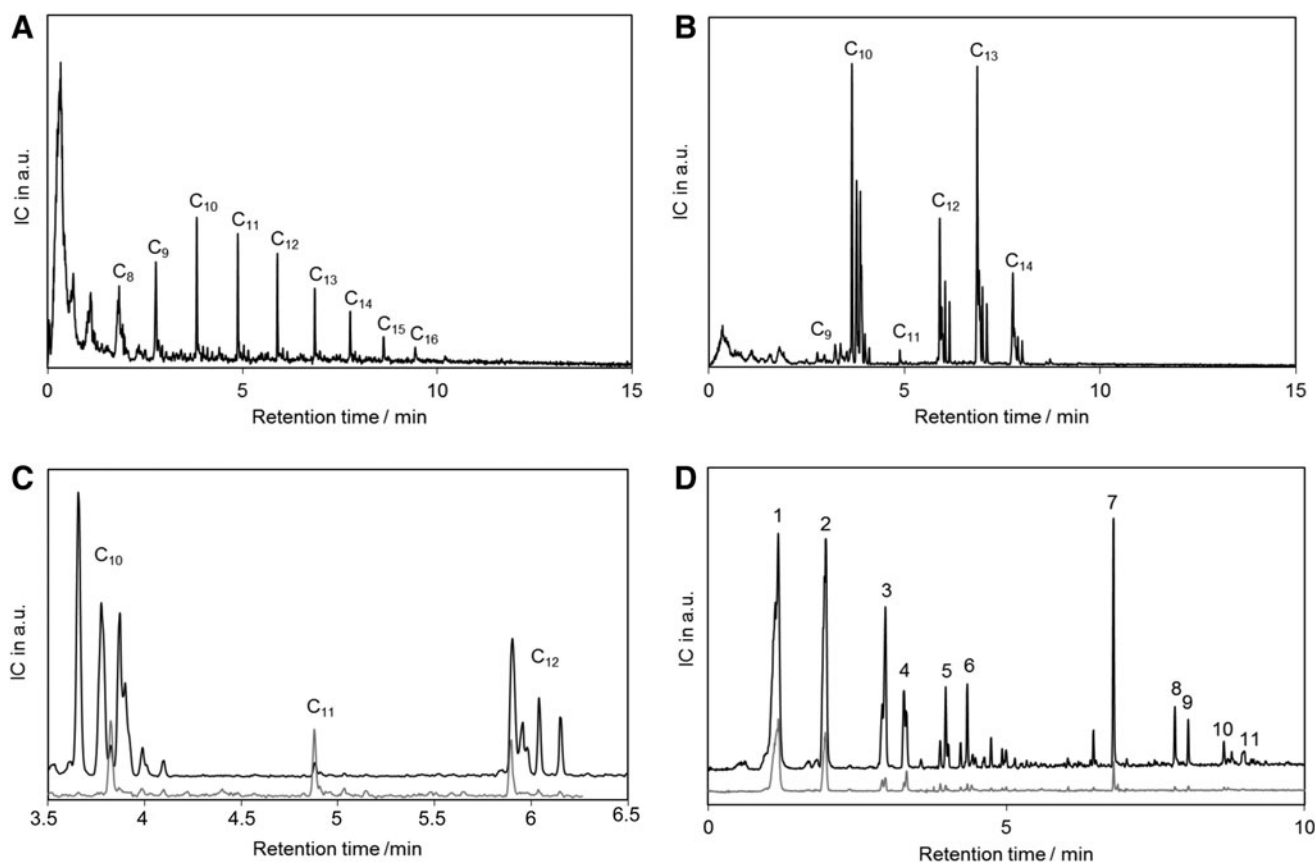 A
IC in a.u.
C₈
C₉
C₁₀
C₁₁
C₁₂
C₁₃
C₁₄
C₁₅
C₁₆
0
5
10
15
Retention time / min
B
IC in a.u.
C₉
C₁₀
C₁₁
C₁₂
C₁₃
C₁₄
0
5
10
15
Retention time / min
C
IC in a.u.
C₁₀
C₁₁
C₁₂
3.5
4
4.5
5
5.5
6
6.5
Retention time /min
D
IC in a.u.
1
2
3
4
5
6
7
8
9
10
11
0
5
10
Retention time / min